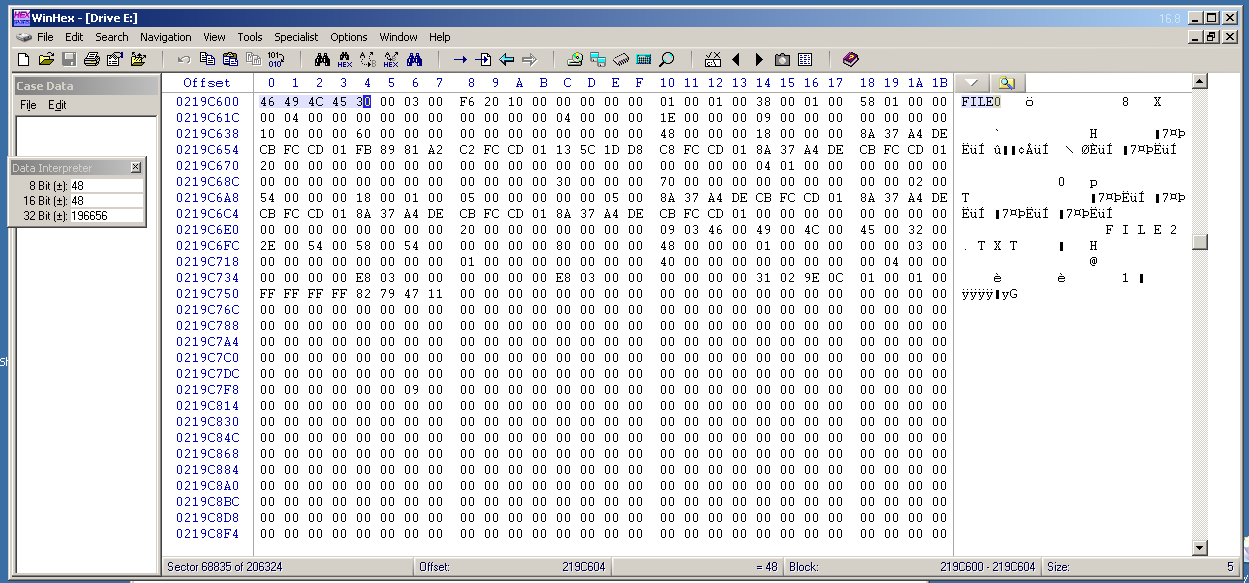 WinHex - [Drive E:]
16.8
File Edit Search Navigation View Tools Specialist Options Window Help
Case Data
File Edit
Data Interpreter
8 Bit (±): 48
16 Bit (±): 48
32 Bit (±): 196656
Offset 0 1 2 3 4 5 6 7 8 9 A B C D E F 10 11 12 13 14 15 16 17 18 19 1A 1B
0219C600 46 49 4C 45 30 00 03 00 F6 20 10 00 00 00 00 00 01 00 01 00 38 00 01 00 58 01 00 00 FILE0 ö 8 X
0219C61C 00 04 00 00 00 00 00 00 00 00 00 00 04 00 00 00 1E 00 00 00 09 00 00 00 00 00 00 00
0219C638 10 00 00 00 60 00 00 00 00 00 00 00 00 00 00 00 48 00 00 00 18 00 00 00 8A 37 A4 DE ` H 7¤Þ
0219C654 CB FC CD 01 FB 89 81 A2 C2 FC CD 01 13 5C 1D D8 C8 FC CD 01 8A 37 A4 DE CB FC CD 01
0219C670 20 00 00 00 00 00 00 00 00 00 00 00 00 00 00 00 00 00 00 00 04 01 00 00 00 00 00 00
0219C68C 00 00 00 00 00 00 00 00 00 00 00 00 30 00 00 00 70 00 00 00 00 00 00 00 00 00 02 00 0 p
0219C6A8 54 00 00 00 18 00 01 00 05 00 00 00 00 00 05 00 8A 37 A4 DE CB FC CD 01 8A 37 A4 DE T 7¤ÞËüÍ 7¤Þ
0219C6C4 CB FC CD 01 8A 37 A4 DE CB FC CD 01 8A 37 A4 DE CB FC CD 01 00 00 00 00 00 00 00 00 ËüÍ 7¤ÞËüÍ 7¤ÞËüÍ
0219C6E0 00 00 00 00 00 00 00 00 20 00 00 00 00 00 00 00 09 03 46 00 49 00 4C 00 45 00 32 00 F I L E 2
0219C6FC 2E 00 54 00 58 00 54 00 00 00 00 00 80 00 00 00 48 00 00 00 01 00 00 00 00 00 03 00 . T X T H
0219C718 00 00 00 00 00 00 00 00 01 00 00 00 00 00 00 00 40 00 00 00 00 00 00 00 00 04 00 00 @
0219C734 00 00 00 00 E8 03 00 00 00 00 00 00 E8 03 00 00 00 00 00 00 31 02 9E 0C 01 00 01 00 è è 1
0219C750 FF FF FF FF 82 79 47 11 00 00 00 00 00 00 00 00 00 00 00 00 00 00 00 00 00 00 00 00 ÿÿÿÿ yG
0219C76C 00 00 00 00 00 00 00 00 00 00 00 00 00 00 00 00 00 00 00 00 00 00 00 00 00 00 00 00
0219C788 00 00 00 00 00 00 00 00 00 00 00 00 00 00 00 00 00 00 00 00 00 00 00 00 00 00 00 00
0219C7A4 00 00 00 00 00 00 00 00 00 00 00 00 00 00 00 00 00 00 00 00 00 00 00 00 00 00 00 00
0219C7C0 00 00 00 00 00 00 00 00 00 00 00 00 00 00 00 00 00 00 00 00 00 00 00 00 00 00 00 00
0219C7DC 00 00 00 00 00 00 00 00 00 00 00 00 00 00 00 00 00 00 00 00 00 00 00 00 00 00 00 00
0219C7F8 00 00 00 00 00 00 09 00 00 00 00 00 00 00 00 00 00 00 00 00 00 00 00 00 00 00 00 00
0219C814 00 00 00 00 00 00 00 00 00 00 00 00 00 00 00 00 00 00 00 00 00 00 00 00 00 00 00 00
0219C830 00 00 00 00 00 00 00 00 00 00 00 00 00 00 00 00 00 00 00 00 00 00 00 00 00 00 00 00
0219C84C 00 00 00 00 00 00 00 00 00 00 00 00 00 00 00 00 00 00 00 00 00 00 00 00 00 00 00 00
0219C868 00 00 00 00 00 00 00 00 00 00 00 00 00 00 00 00 00 00 00 00 00 00 00 00 00 00 00 00
0219C884 00 00 00 00 00 00 00 00 00 00 00 00 00 00 00 00 00 00 00 00 00 00 00 00 00 00 00 00
0219C8A0 00 00 00 00 00 00 00 00 00 00 00 00 00 00 00 00 00 00 00 00 00 00 00 00 00 00 00 00
0219C8BC 00 00 00 00 00 00 00 00 00 00 00 00 00 00 00 00 00 00 00 00 00 00 00 00 00 00 00 00
0219C8D8 00 00 00 00 00 00 00 00 00 00 00 00 00 00 00 00 00 00 00 00 00 00 00 00 00 00 00 00
0219C8F4 00 00 00 00 00 00 00 00 00 00 00 00 00 00 00 00 00 00 00 00 00 00 00 00 00 00 00 00
Sector 68835 of 206324 Offset: 219C604 = 48 Block: 219C600 - 219C604 Size: 5